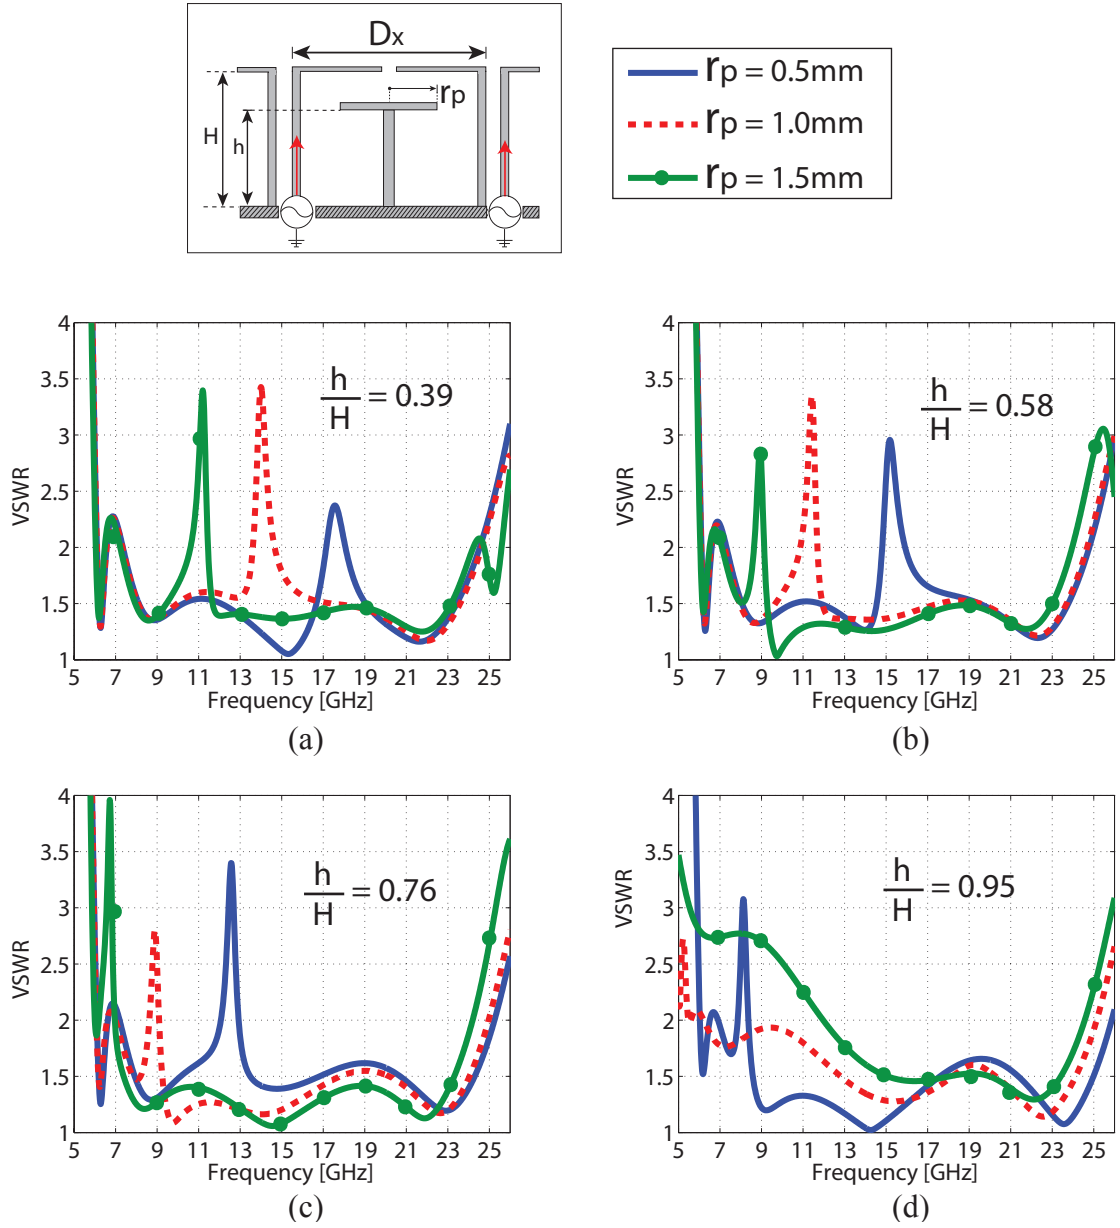 Dx
rp
H
h
rp = 0.5mm
rp = 1.0mm
rp = 1.5mm
4
3.5
3
2.5
2
1.5
1
VSWR
h
H
= 0.39
5 7 9 11 13 15 17 19 21 23 25
Frequency [GHz]
(a)
4
3.5
3
2.5
2
1.5
1
VSWR
h
H
= 0.58
5 7 9 11 13 15 17 19 21 23 25
Frequency [GHz]
(b)
4
3.5
3
2.5
2
1.5
1
VSWR
h
H
= 0.76
5 7 9 11 13 15 17 19 21 23 25
Frequency [GHz]
(c)
4
3.5
3
2.5
2
1.5
1
VSWR
h
H
= 0.95
5 7 9 11 13 15 17 19 21 23 25
Frequency [GHz]
(d)